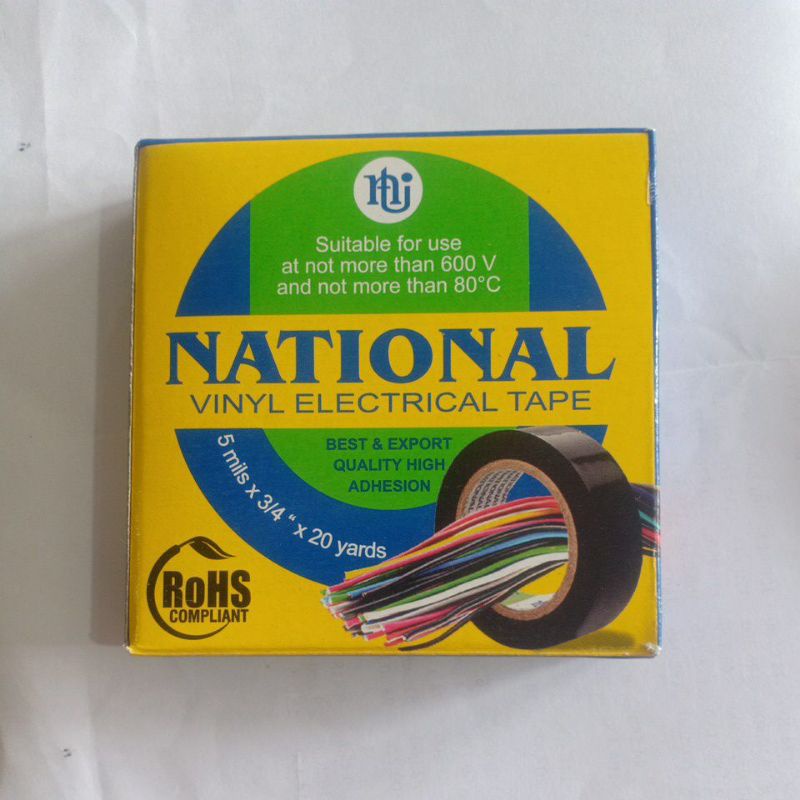 Suitable for use
at not more than 600 V
and not more than 80°C
NATIONAL
VINYL ELECTRICAL TAPE
BEST & EXPORT
QUALITY HIGH
ADHESION
5 mils x 3/4 " x 20 yards
RoHS
COMPLIANT